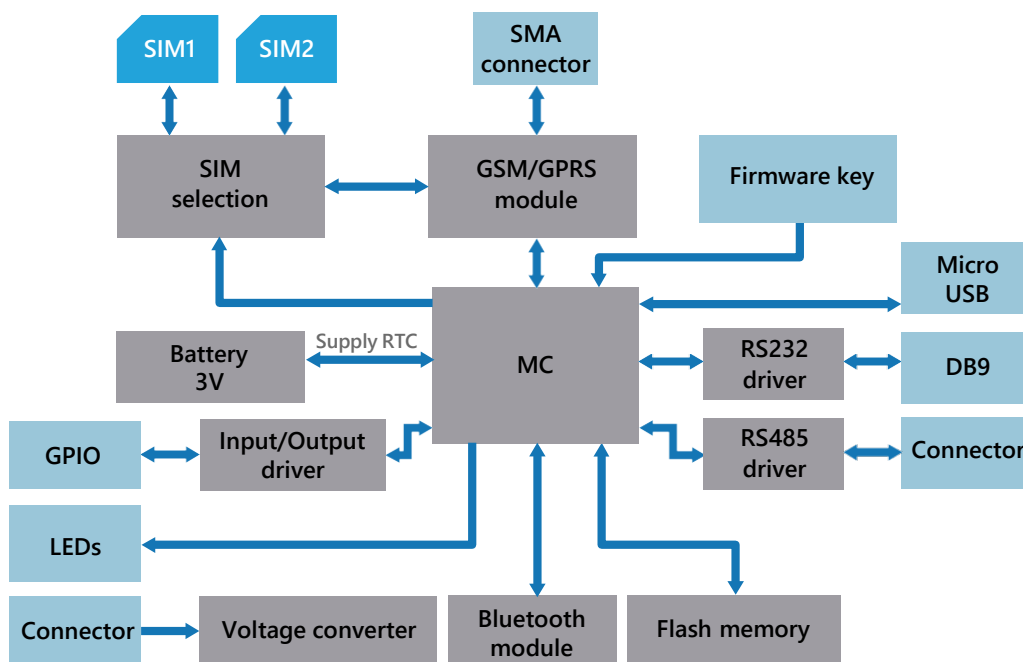 SIM1
SIM2
SMA
connector
SIM
selection
GSM/GPRS
module
Firmware key
Micro
USB
Supply RTC
Battery
3V
MC
RS232
driver
DB9
GPIO
Input/Output
driver
RS485
driver
Connector
LEDs
Connector
Voltage converter
Bluetooth
module
Flash memory